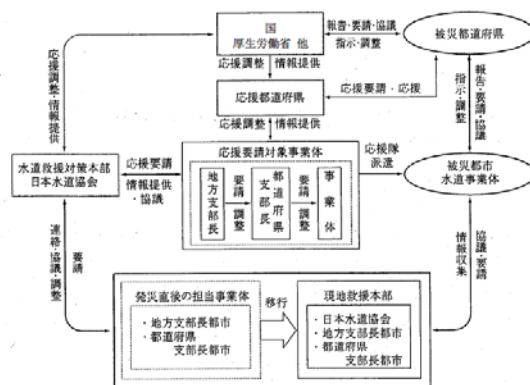 国
厚生労働省 他
報告・要請・協議
指示・調整
被災都道府県
応援調整
情報提供
応援都道府県
応援要請・応援
応援調整・情報提供
指示・調整
報告・要請・協議
応援調整
情報提供
水道救援対策本部
日本水道協会
応援要請
情報提供
・協議
応援要請対象事業体
地方支部長
要請
調整
都道府県
支部長
要請
調整
事業体
応援隊
派遣
被災都市
水道事業体
連絡・協議・調整
要請
情報収集
協議・要請
発災直後の担当事業体
・地方支部長都市
・都道府県
支部長都市
移行
現地救援本部
・日本水道協会
・地方支部長都市
・都道府県
支部長都市